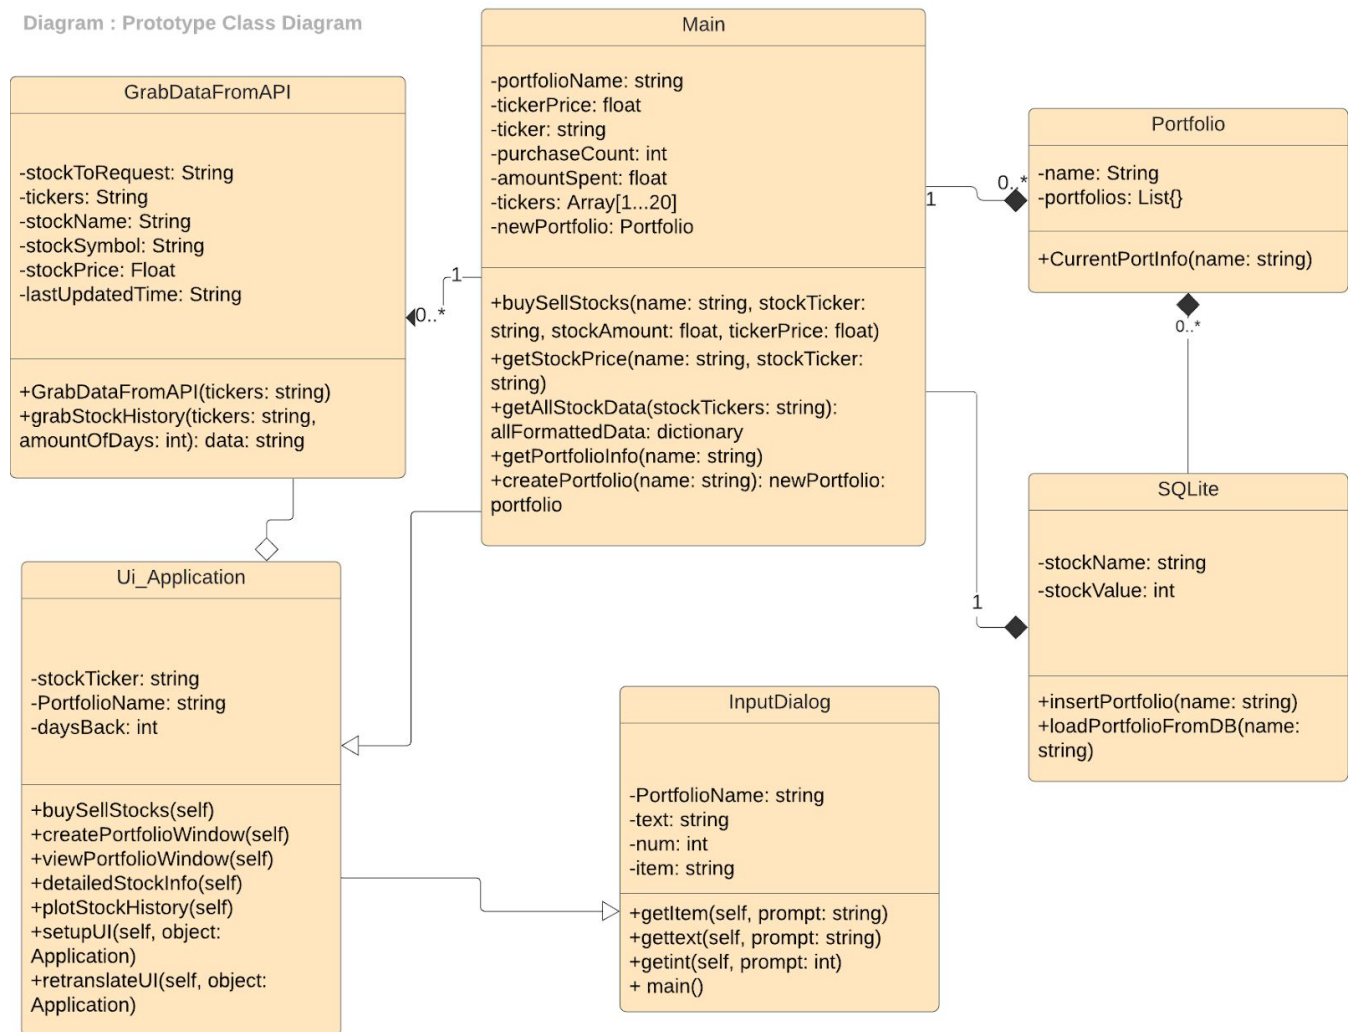 Diagram : Prototype Class Diagram
Main
-portfolioName: string
-tickerPrice: float
-ticker: string
-purchaseCount: int
-amountSpent: float
-tickers: Array[1...20]
-newPortfolio: Portfolio
+buySellStocks(name: string, stockTicker:
string, stockAmount: float, tickerPrice: float)
+getStockPrice(name: string, stockTicker:
string)
+getAllStockData(stockTickers: string):
allFormattedData: dictionary
+getPortfolioInfo(name: string)
+createPortfolio(name: string): newPortfolio:
portfolio
GrabDataFromAPI
-stockToRequest: String
-tickers: String
-stockName: String
-stockSymbol: String
-stockPrice: Float
-lastUpdatedTime: String
+GrabDataFromAPI(tickers: string)
+grabStockHistory(tickers: string,
amountOfDays: int): data: string
1
0..*
Portfolio
-name: String
-portfolios: List{}
+CurrentPortInfo(name: string)
0..*
1
0..*
SQLite
-stockName: string
-stockValue: int
+insertPortfolio(name: string)
+loadPortfolioFromDB(name:
string)
1
Ui_Application
-stockTicker: string
-PortfolioName: string
-daysBack: int
+buySellStocks(self)
+createPortfolioWindow(self)
+viewPortfolioWindow(self)
+detailedStockInfo(self)
+plotStockHistory(self)
+setupUI(self, object:
Application)
+retranslateUI(self, object:
Application)
InputDialog
-PortfolioName: string
-text: string
-num: int
-item: string
+getItem(self, prompt: string)
+gettext(self, prompt: string)
+getint(self, prompt: int)
+ main()